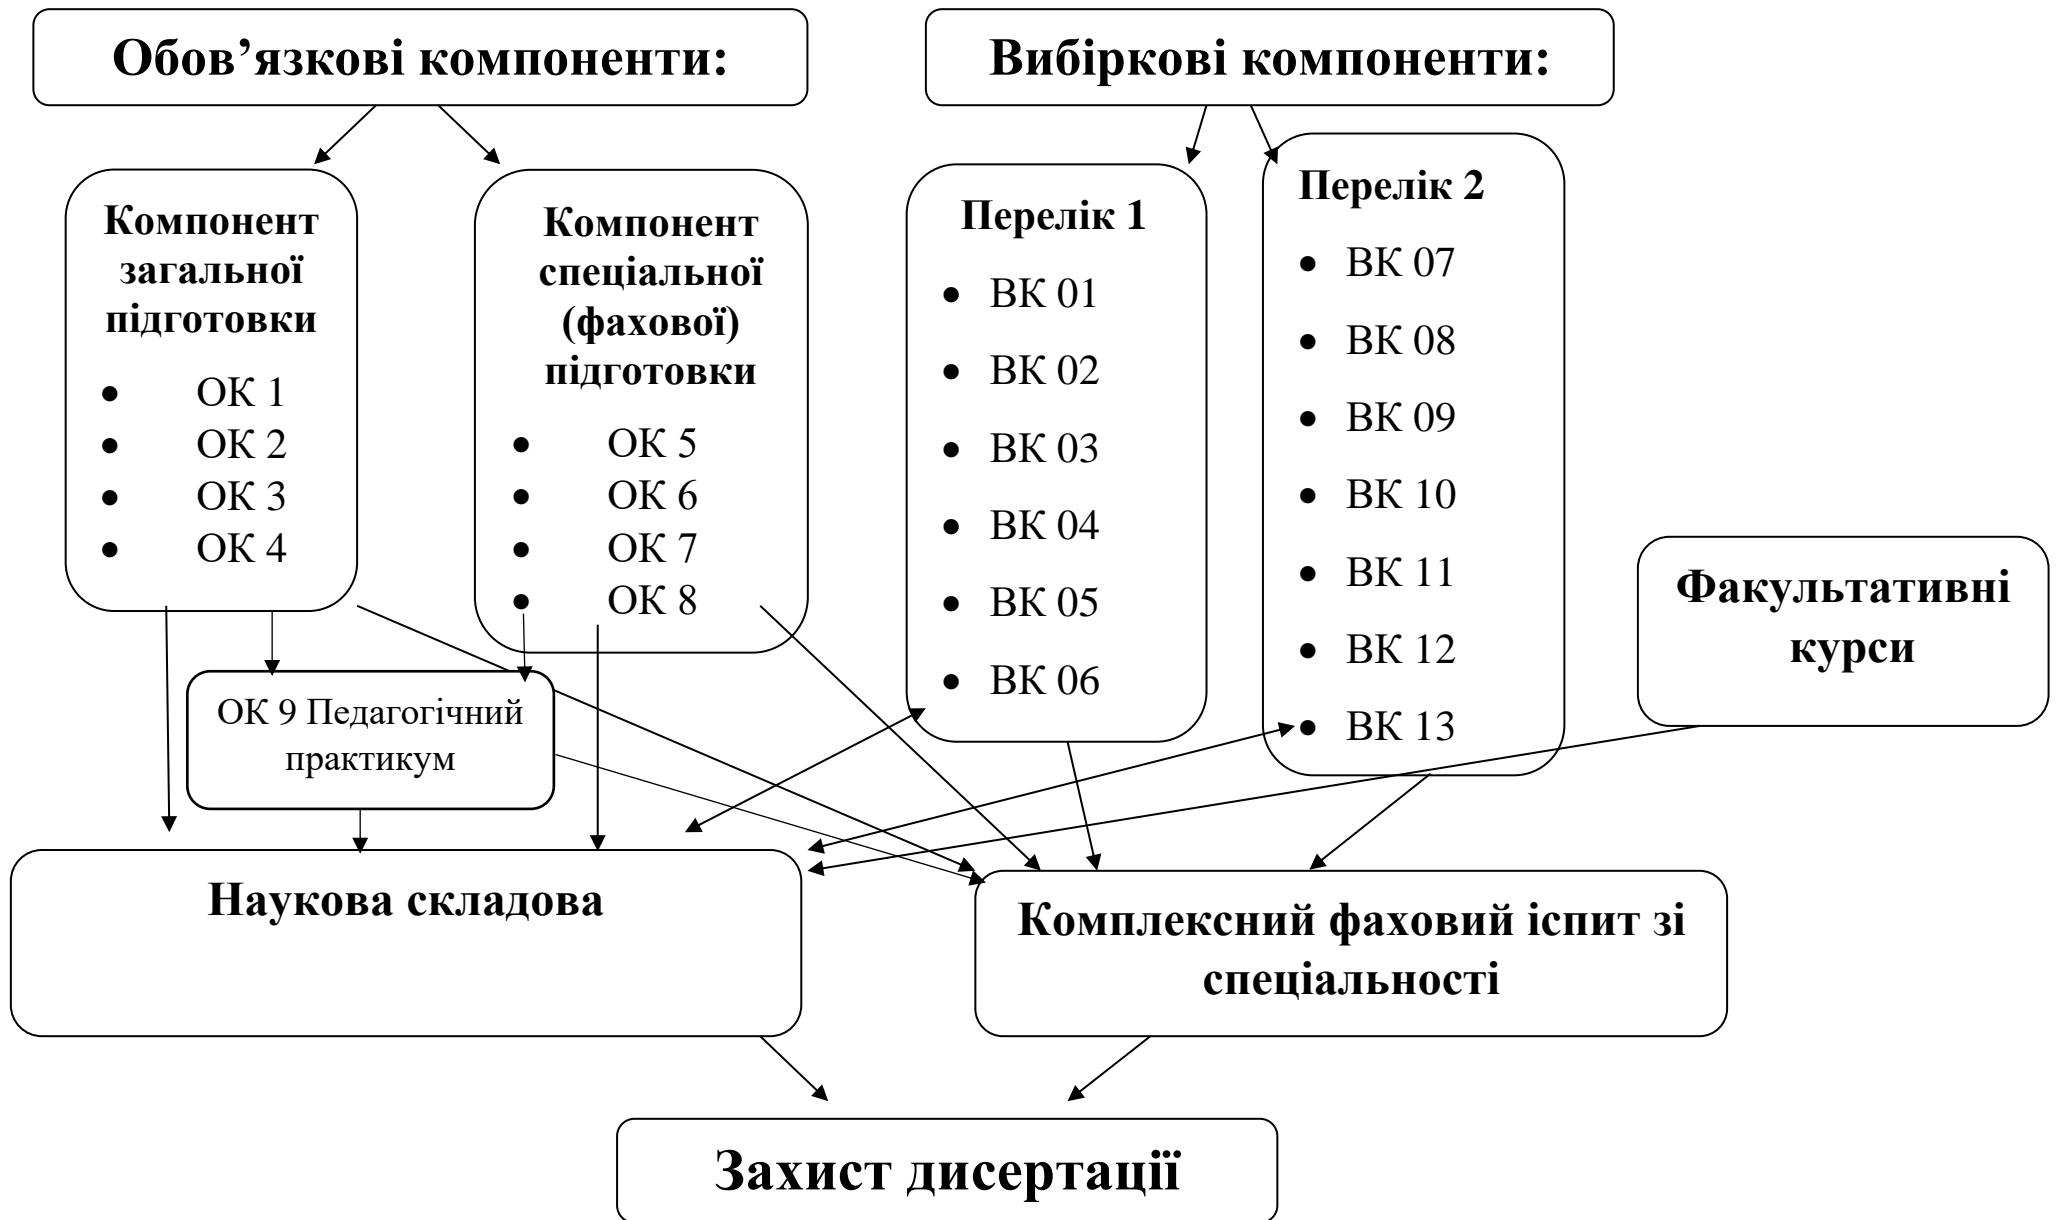 Обов’язкові компоненти:
Вибіркові компоненти:
Компонент
загальної
підготовки
• ОК 1
• ОК 2
• ОК 3
• ОК 4
Компонент
спеціальної
(фахової)
підготовки
• ОК 5
• ОК 6
• ОК 7
• ОК 8
Перелік 1
• ВК 01
• ВК 02
• ВК 03
• ВК 04
• ВК 05
• ВК 06
Перелік 2
• ВК 07
• ВК 08
• ВК 09
• ВК 10
• ВК 11
• ВК 12
• ВК 13
Факультативні
курси
ОК 9 Педагогічний
практикум
Наукова складова
Комплексний фаховий іспит зі
спеціальності
Захист дисертації